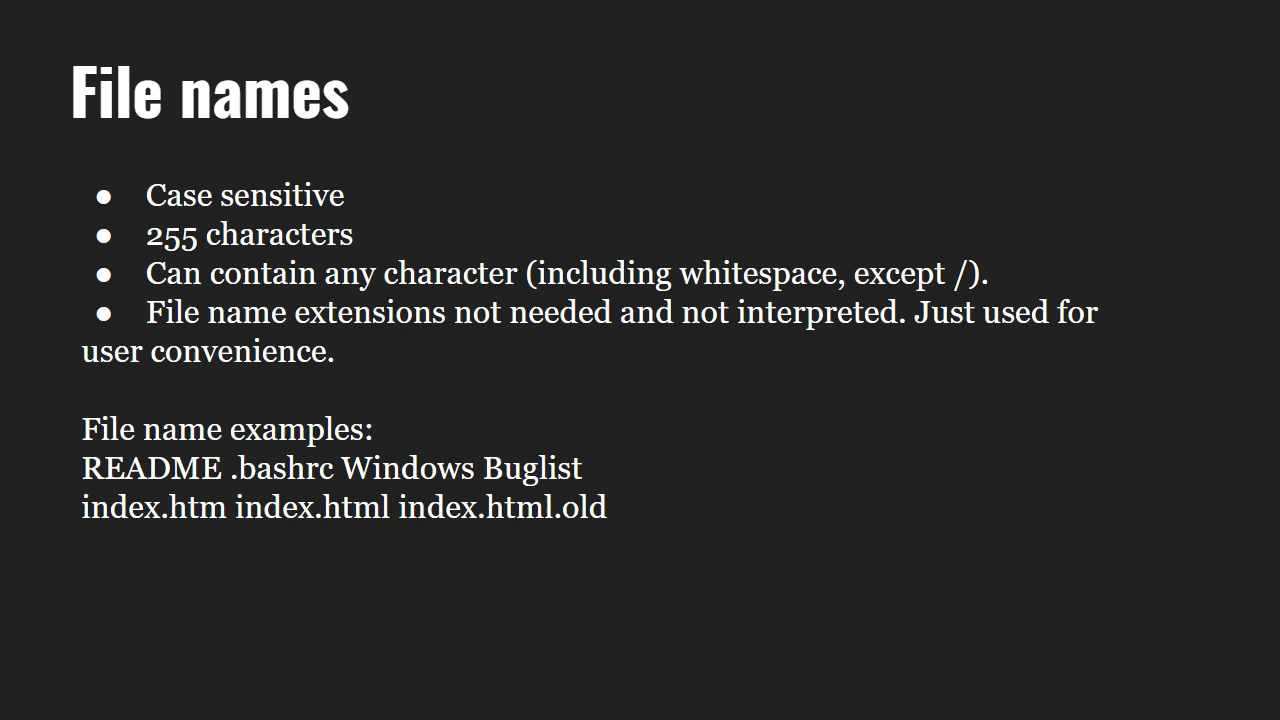 File names
● Case sensitive
● 255 characters
● Can contain any character (including whitespace, except /).
● File name extensions not needed and not interpreted. Just used for
user convenience.
File name examples:
README .bashrc Windows Buglist
index.htm index.html index.html.old